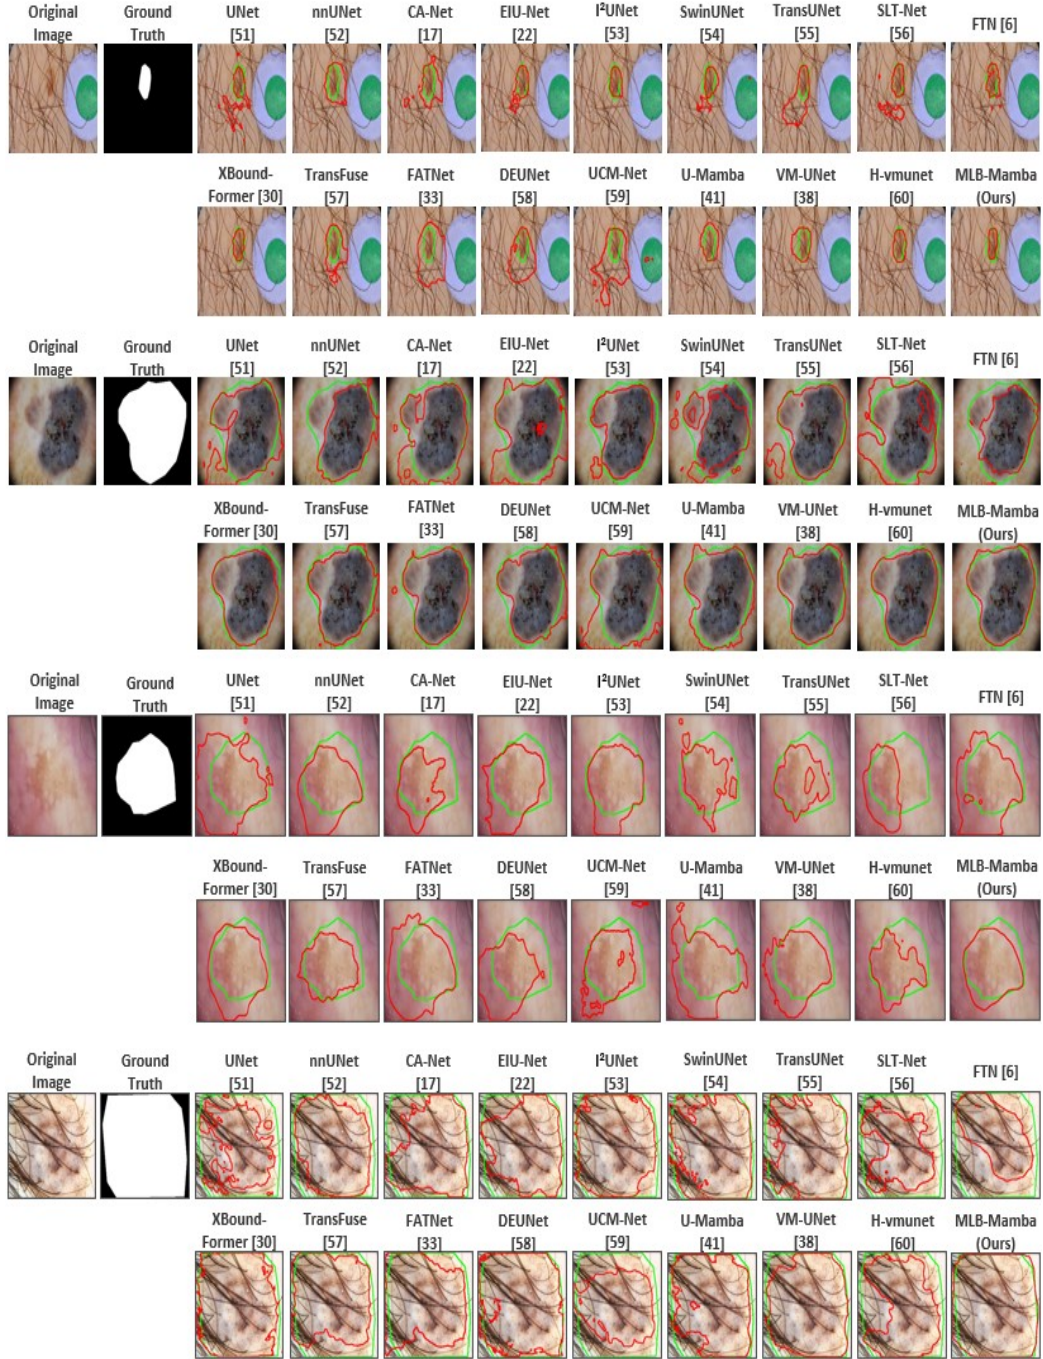 Original Image Ground Truth UNet [51] nnUNet [52] CA-Net [17] EIU-Net [22] I²UNet [53] SwinUNet [54] TransUNet [55] SLT-Net [56] FTN [6]
XBound-Former [30] TransFuse [57] FATNet [33] DEUNet [58] UCM-Net [59] U-Mamba [41] VM-UNet [38] H-vmunet [60] MLB-Mamba (Ours)
Original Image Ground Truth UNet [51] nnUNet [52] CA-Net [17] EIU-Net [22] I²UNet [53] SwinUNet [54] TransUNet [55] SLT-Net [56] FTN [6]
XBound-Former [30] TransFuse [57] FATNet [33] DEUNet [58] UCM-Net [59] U-Mamba [41] VM-UNet [38] H-vmunet [60] MLB-Mamba (Ours)
Original Image Ground Truth UNet [51] nnUNet [52] CA-Net [17] EIU-Net [22] I²UNet [53] SwinUNet [54] TransUNet [55] SLT-Net [56] FTN [6]
XBound-Former [30] TransFuse [57] FATNet [33] DEUNet [58] UCM-Net [59] U-Mamba [41] VM-UNet [38] H-vmunet [60] MLB-Mamba (Ours)
Original Image Ground Truth UNet [51] nnUNet [52] CA-Net [17] EIU-Net [22] I²UNet [53] SwinUNet [54] TransUNet [55] SLT-Net [56] FTN [6]
XBound-Former [30] TransFuse [57] FATNet [33] DEUNet [58] UCM-Net [59] U-Mamba [41] VM-UNet [38] H-vmunet [60] MLB-Mamba (Ours)